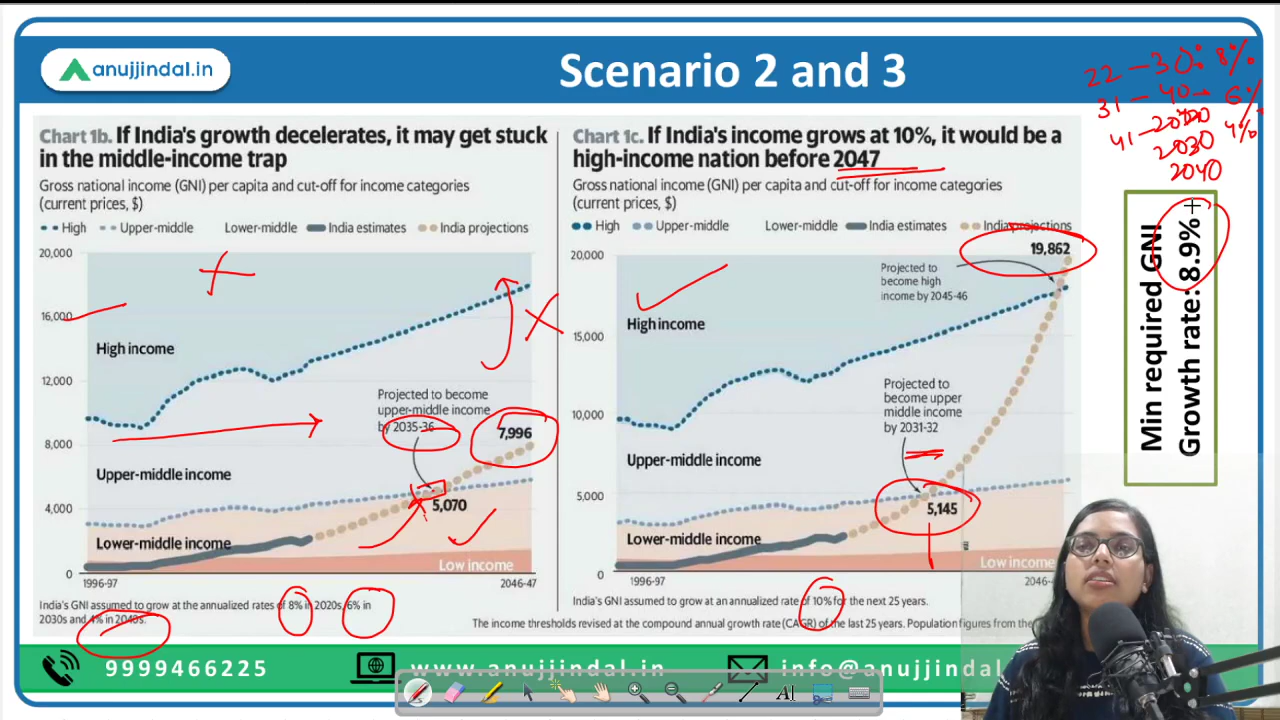 anujjindal.in
Scenario 2 and 3
22 - 30: 8%
31 - 40 → 6%
41 - 4%
2030
2040
Chart 1b: If India's growth decelerates, it may get stuck
in the middle-income trap
Gross national income (GNI) per capita and cut-off for income categories
(current prices, $)
High Upper-middle Lower-middle India estimates India projections
20,000
16,000
12,000
8,000
4,000
0
High income
Projected to become
upper-middle income
by 2035-36
7,996
Upper-middle income
5,070
Lower-middle income
Low income
1996-97 2046-47
India's GNI assumed to grow at the annualized rates of 8% in 2020s, 6% in
2030s and 4% in 2040s.
Chart 1c: If India's income grows at 10%, it would be a
high-income nation before 2047
Gross national income (GNI) per capita and cut-off for income categories
(current prices, $)
High Upper-middle Lower-middle India estimates India projections
20,000
15,000
10,000
5,000
0
19,862
Projected to
become high
income by 2045-46
High income
Projected to
become upper
middle income
by 2031-32
Upper-middle income
5,145
Lower-middle income
Low income
1996-97
India's GNI assumed to grow at an annualized rate of 10% for the next 25 years.
The income thresholds revised at the compound annual growth rate (CAGR) of the last 25 years. Population figures from the
Min required GNI
Growth rate: 8.9%+
9999466225
www.anujjindal.in
info@anujjindal